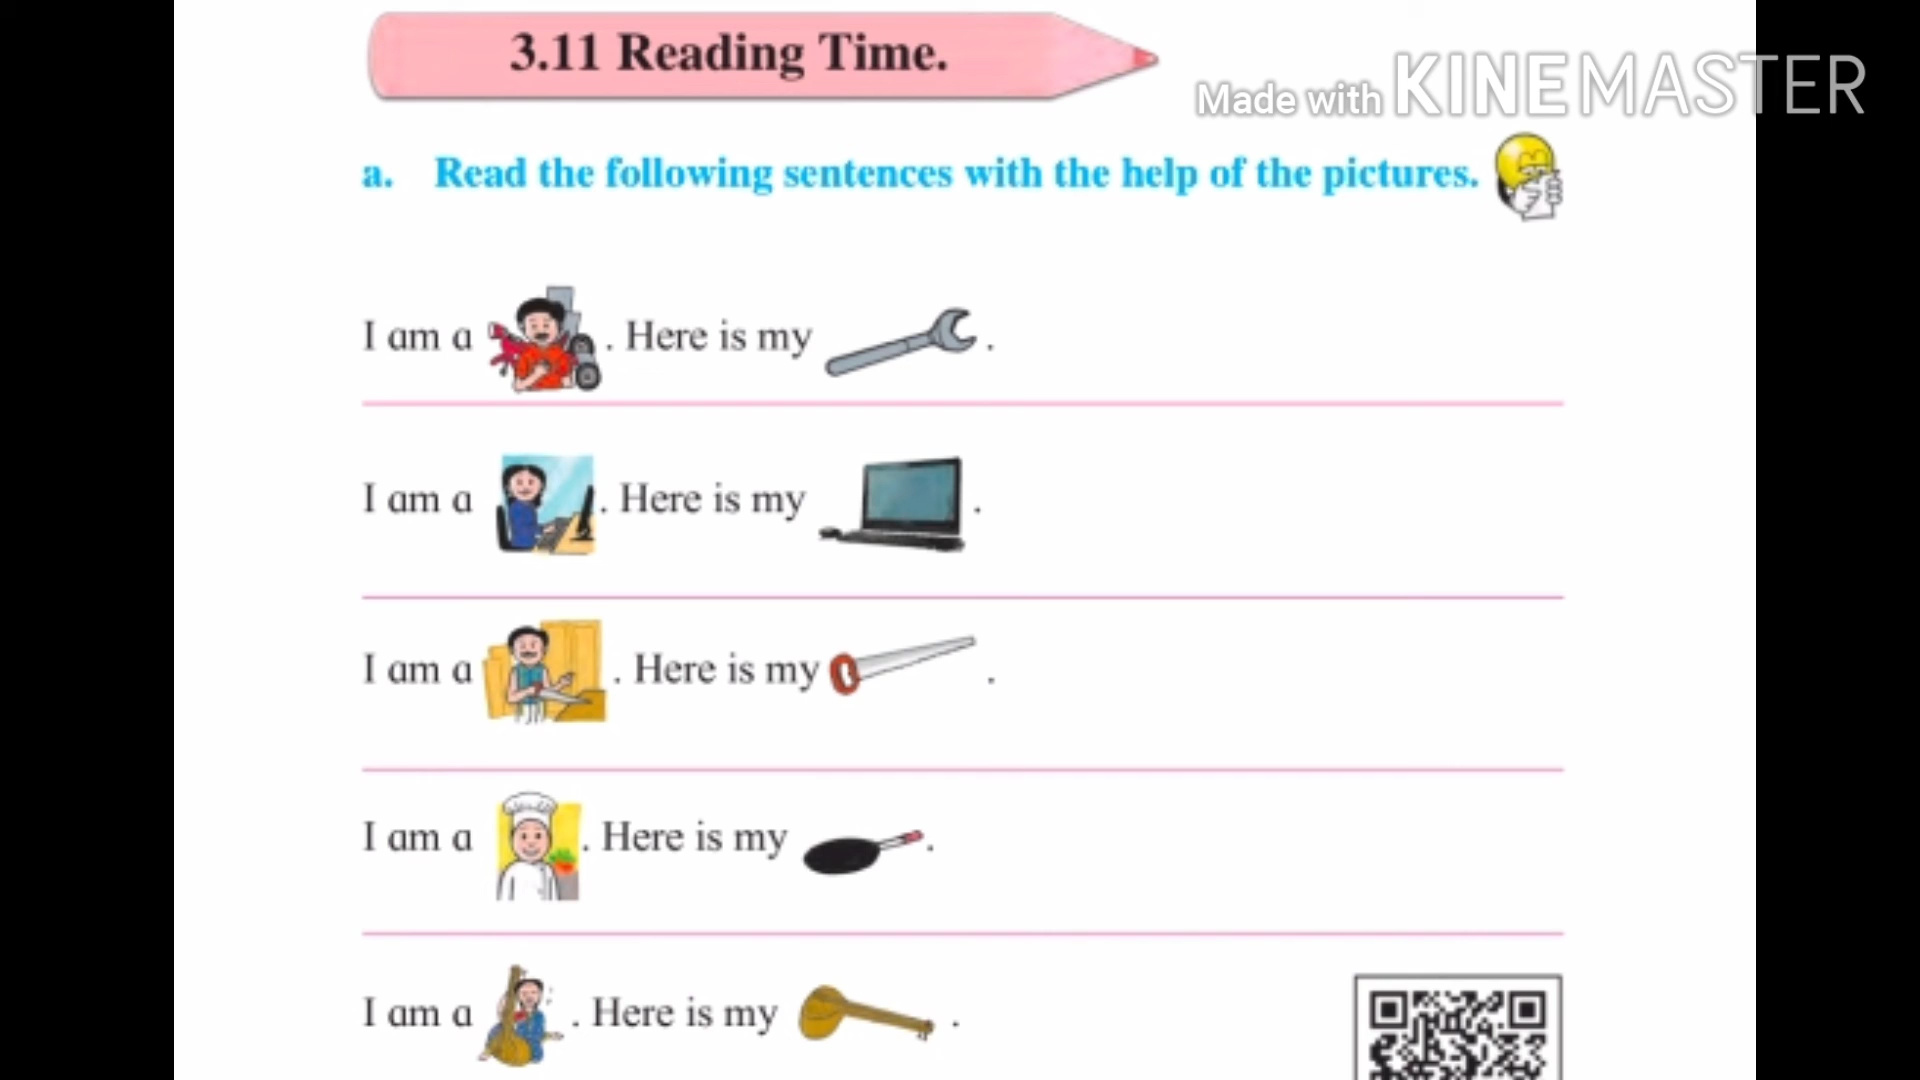 3.11 Reading Time.
Made with KINEMASTER
a. Read the following sentences with the help of the pictures.
I am a . Here is my .
I am a . Here is my .
I am a . Here is my .
I am a . Here is my .
I am a . Here is my .